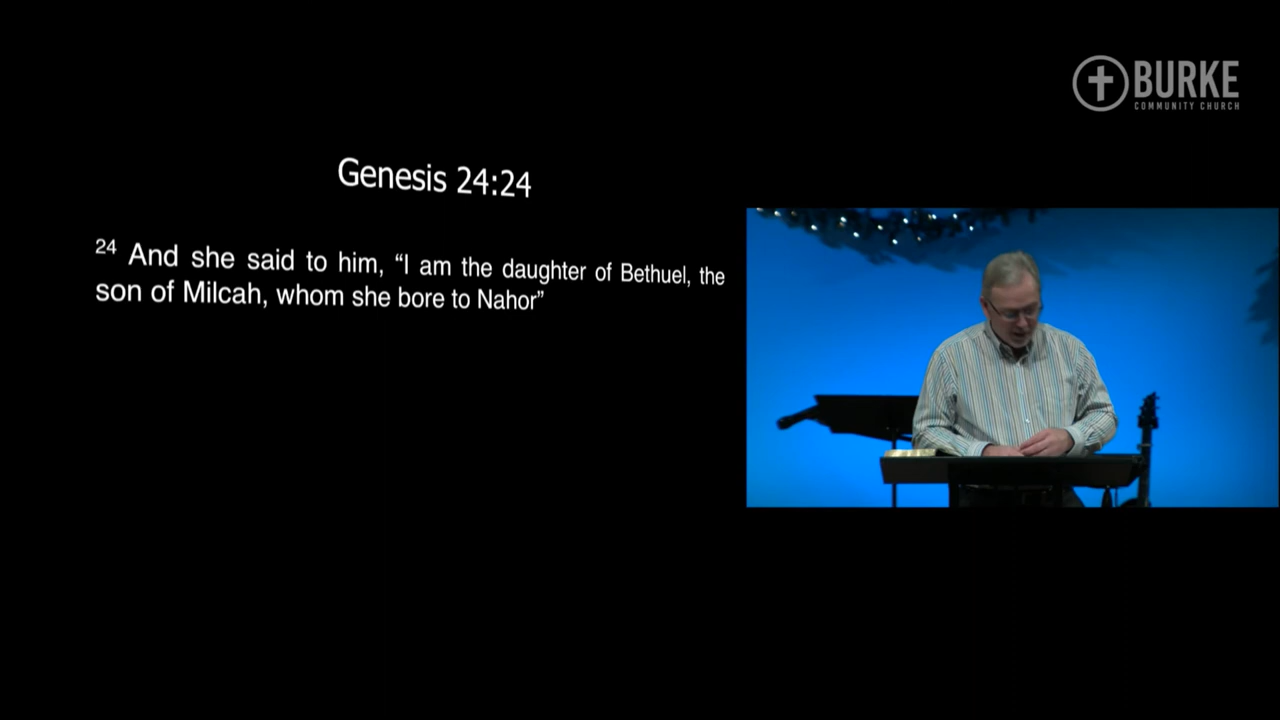 BURKE
COMMUNITY CHURCH
Genesis 24:24
24 And she said to him, “I am the daughter of Bethuel, the
son of Milcah, whom she bore to Nahor”